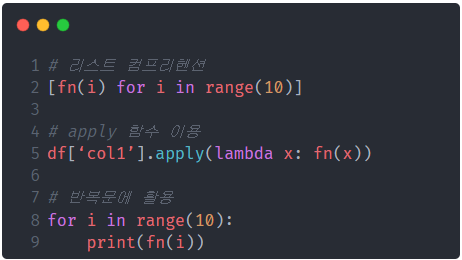 1 # 리스트 컴프리헨션
2 [fn(i) for i in range(10)]
3
4 # apply 함수 이용
5 df[‘col1’].apply(lambda x: fn(x))
6
7 # 반복문에 활용
8 for i in range(10):
9     print(fn(i))